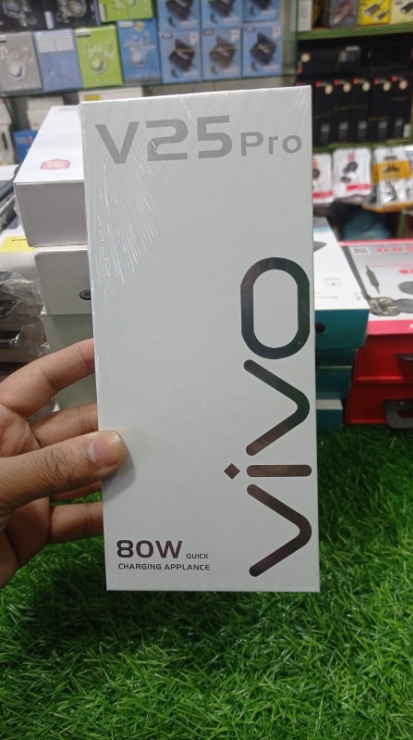 V25 Pro
vivo
80W QUICK
CHARGING APPLANCE